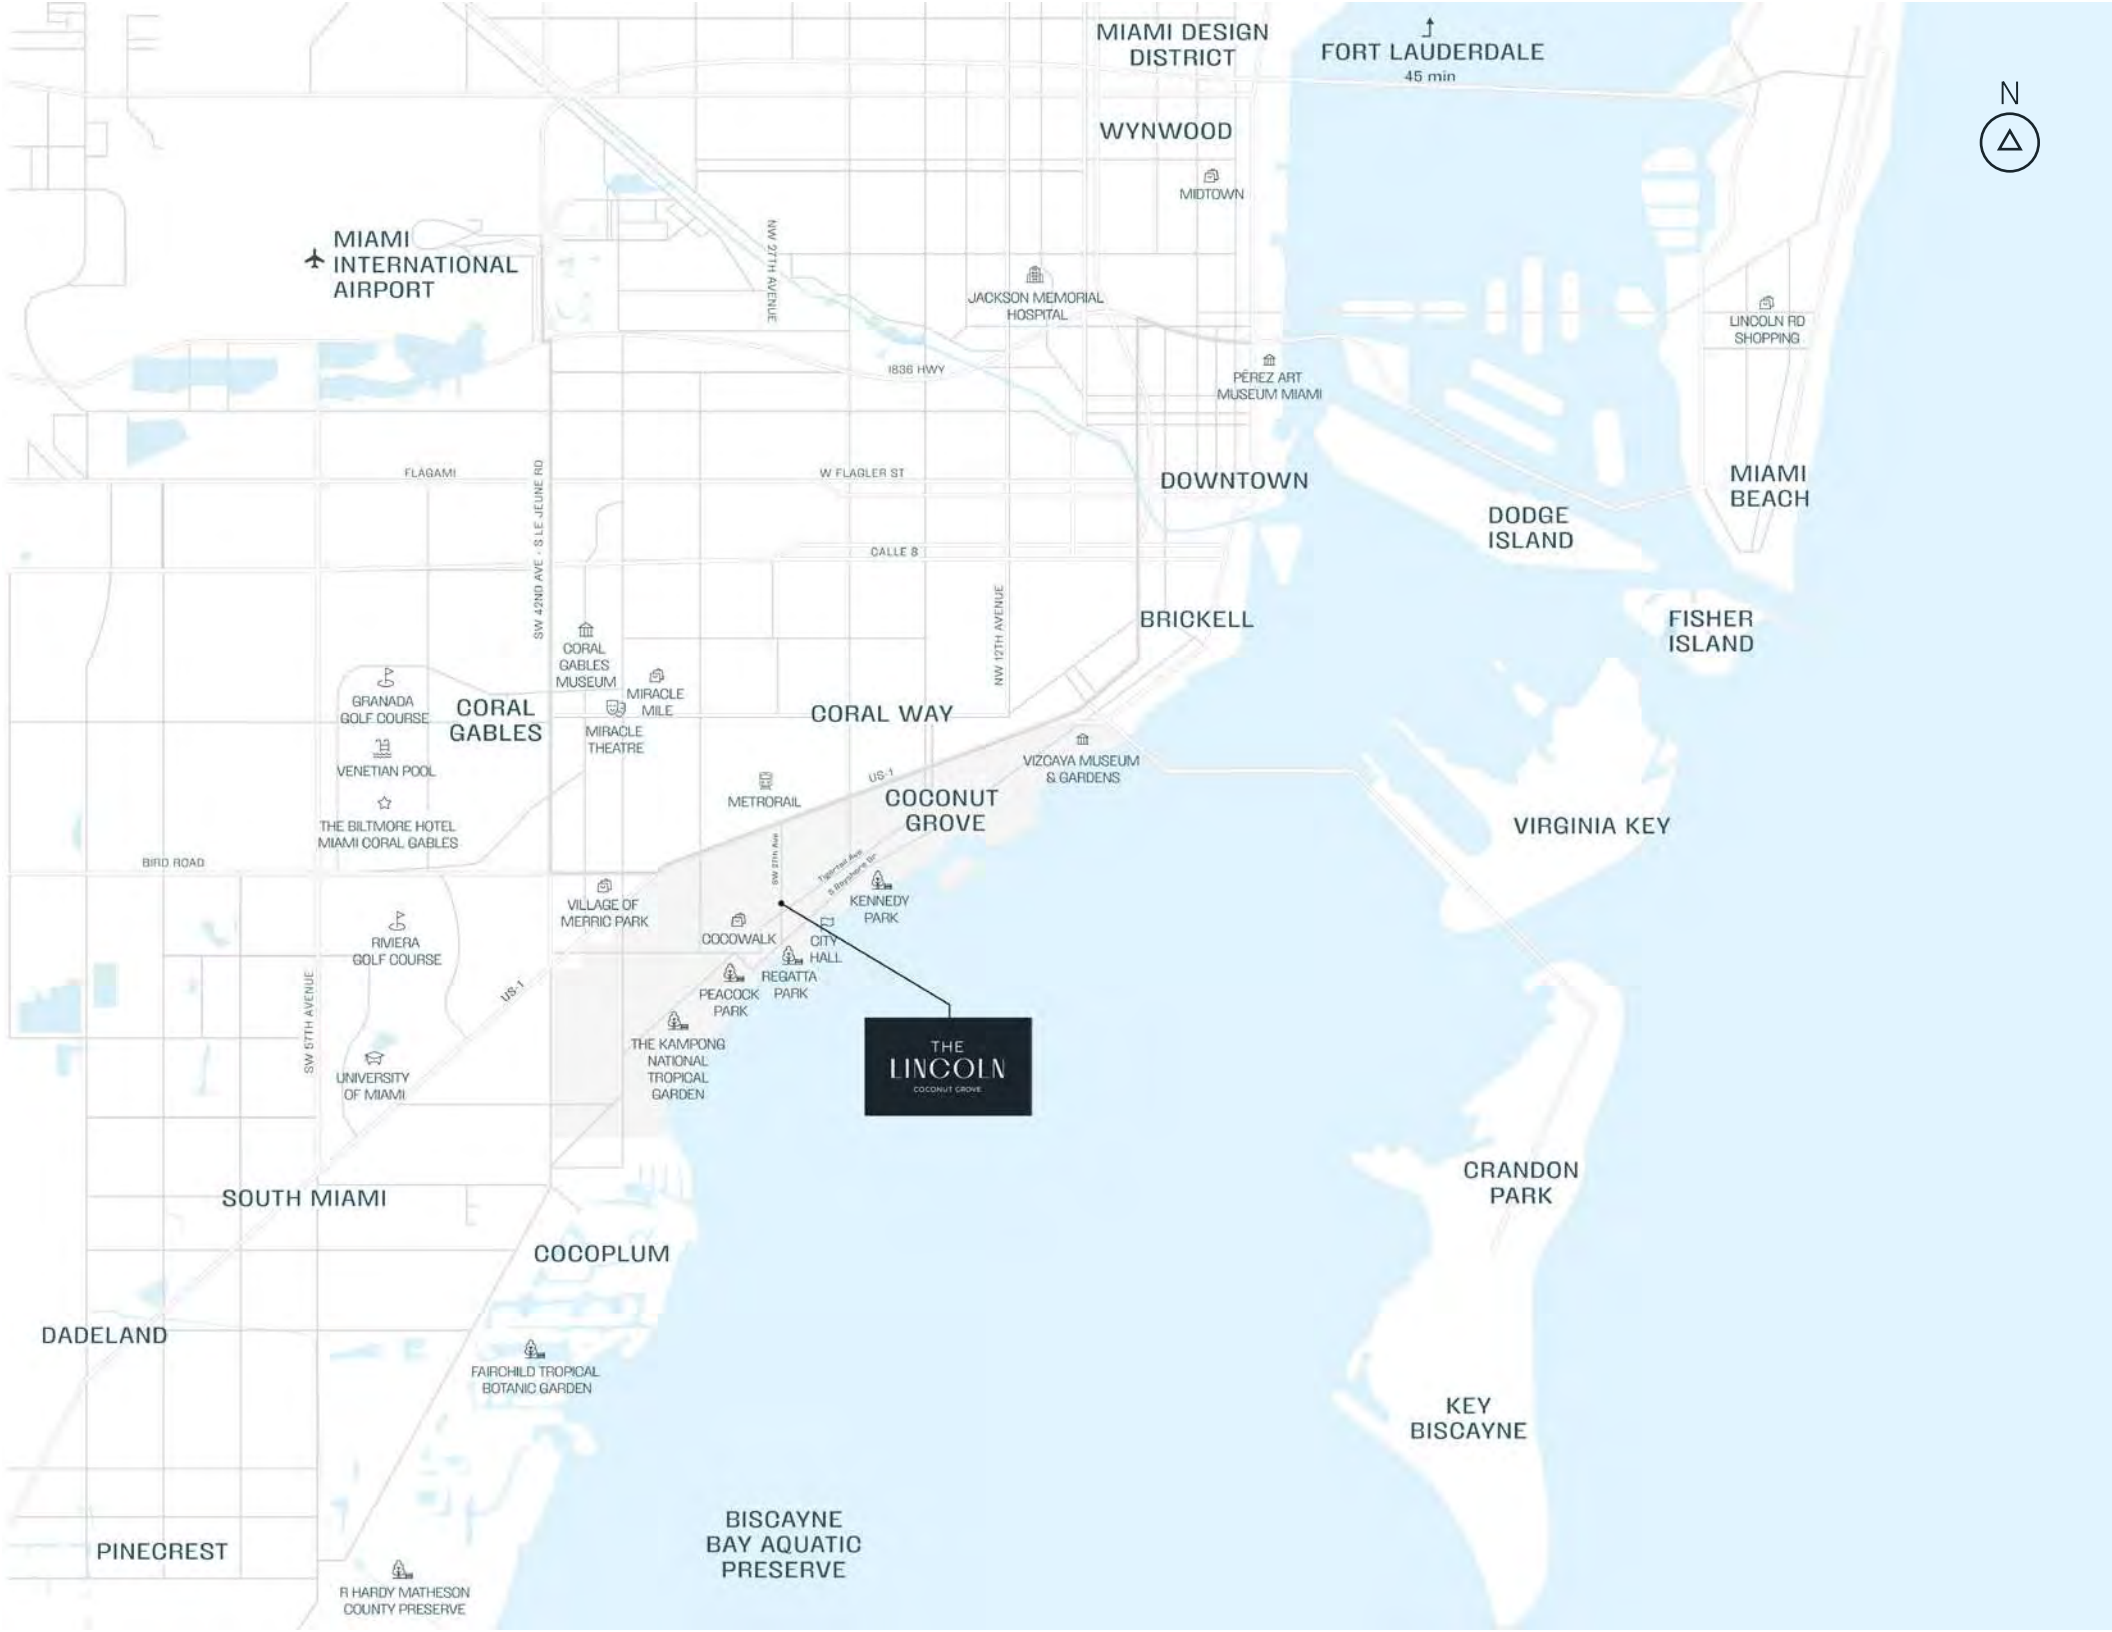 MIAMI DESIGN
DISTRICT
FORT LAUDERDALE
45 min
N
WYNWOOD
MIDTOWN
MIAMI
INTERNATIONAL
AIRPORT
NW 27TH AVENUE
JACKSON MEMORIAL
HOSPITAL
LINCOLN RD
SHOPPING
I836 HWY
PÉREZ ART
MUSEUM MIAMI
FLAGAMI
W FLAGLER ST
DOWNTOWN
MIAMI
BEACH
DODGE
ISLAND
SW 42ND AVE - S LE JEUNE RD
CALLE 8
NW 12TH AVENUE
BRICKELL
FISHER
ISLAND
CORAL
GABLES
MUSEUM
MIRACLE
MILE
GRANADA
GOLF COURSE
CORAL
GABLES
CORAL WAY
MIRACLE
THEATRE
VENETIAN POOL
VIZCAYA MUSEUM
& GARDENS
US-1
METRORAIL
COCONUT
GROVE
VIRGINIA KEY
THE BILTMORE HOTEL
MIAMI CORAL GABLES
BIRD ROAD
SW 27th Ave
Tigertail Ave
S Bayshore Dr
VILLAGE OF
MERRIC PARK
KENNEDY
PARK
COCOWALK
CITY
HALL
RIVIERA
GOLF COURSE
REGATTA
PARK
PEACOCK
PARK
US-1
SW 57TH AVENUE
THE KAMPONG
NATIONAL
TROPICAL
GARDEN
THE
LINCOLN
COCONUT GROVE
UNIVERSITY
OF MIAMI
CRANDON
PARK
SOUTH MIAMI
COCOPLUM
DADELAND
FAIRCHILD TROPICAL
BOTANIC GARDEN
KEY
BISCAYNE
BISCAYNE
BAY AQUATIC
PRESERVE
PINECREST
R HARDY MATHESON
COUNTY PRESERVE